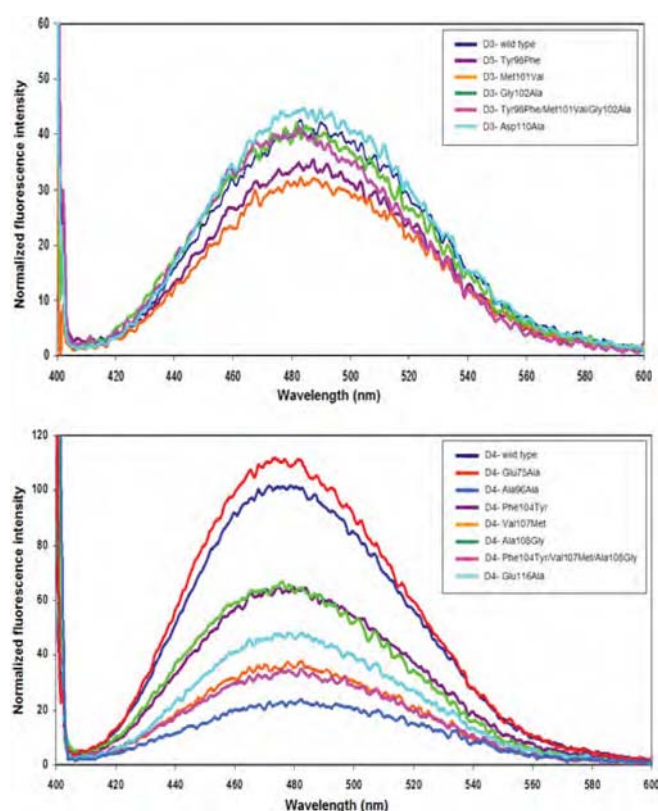 Normalized fluorescence intensity
60
50
40
30
20
10
0
D3- wild type
D3- Tyr98Phe
D3- Met101Val
D3- Gly102Ala
D3- Tyr98Phe/Met101Val/Gly102Ala
D3- Asp110Ala
400 420 440 460 480 500 520 540 560 580 600
Wavelength (nm)
Normalized fluorescence intensity
120
100
80
60
40
20
0
D4- wild type
D4- Glu75Ala
D4- Phe104Tyr
D4- Val107Met
D4- Ala108Gly
D4- Phe104Tyr/Val107Met/Ala108Gly
D4- Glu116Ala
400 420 440 460 480 500 520 540 560 580 600
Wavelength (nm)